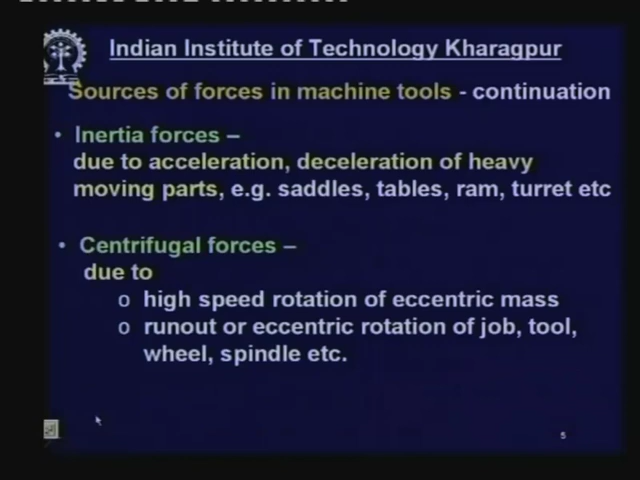 Indian Institute of Technology Kharagpur
Sources of forces in machine tools - continuation
• Inertia forces –
due to acceleration, deceleration of heavy
moving parts, e.g. saddles, tables, ram, turret etc
• Centrifugal forces –
due to
o high speed rotation of eccentric mass
o runout or eccentric rotation of job, tool,
wheel, spindle etc.
5